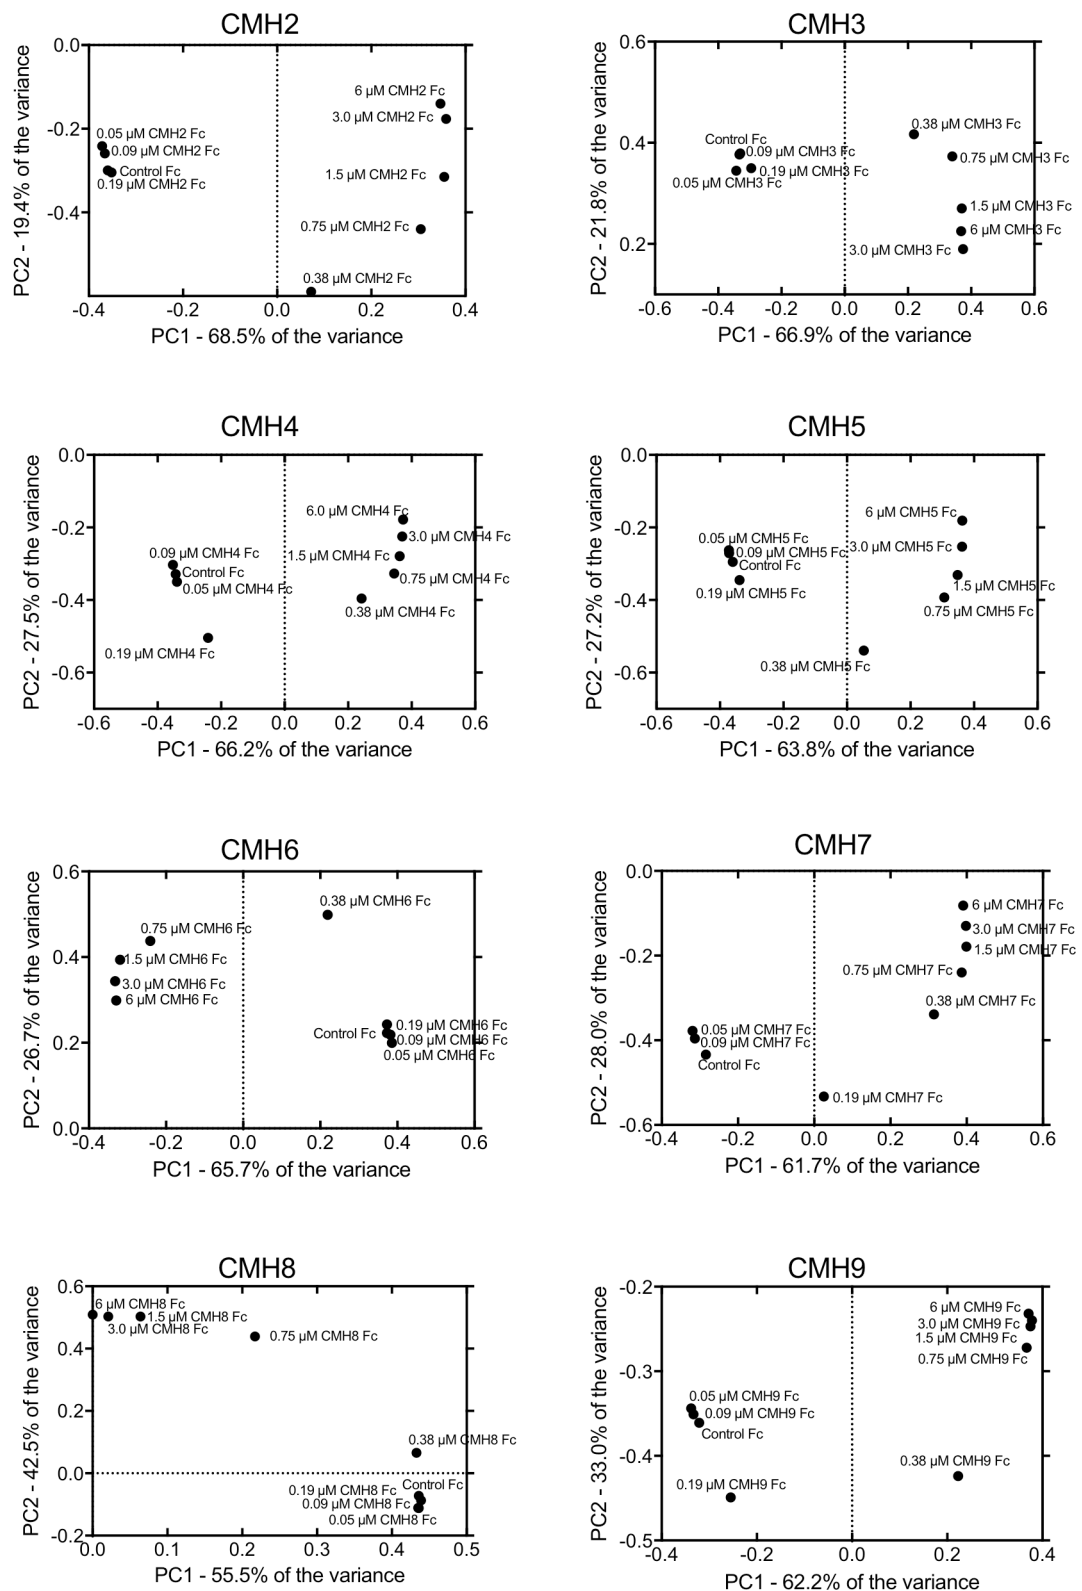 CMH2
0.0
-0.2
-0.4
PC2 - 19.4% of the variance
6 µM CMH2 Fc
3.0 µM CMH2 Fc
0.05 µM CMH2 Fc
0.09 µM CMH2 Fc
Control Fc
0.19 µM CMH2 Fc
1.5 µM CMH2 Fc
0.75 µM CMH2 Fc
0.38 µM CMH2 Fc
-0.4 -0.2 0.0 0.2 0.4
PC1 - 68.5% of the variance
CMH3
0.6
0.4
0.2
PC2 - 21.8% of the variance
0.38 µM CMH3 Fc
Control Fc
0.09 µM CMH3 Fc
0.75 µM CMH3 Fc
0.19 µM CMH3 Fc
0.05 µM CMH3 Fc
1.5 µM CMH3 Fc
6 µM CMH3 Fc
3.0 µM CMH3 Fc
-0.6 -0.4 -0.2 0.0 0.2 0.4 0.6
PC1 - 66.9% of the variance
CMH4
0.0
-0.2
-0.4
-0.6
PC2 - 27.5% of the variance
6.0 µM CMH4 Fc
3.0 µM CMH4 Fc
0.09 µM CMH4 Fc
1.5 µM CMH4 Fc
Control Fc
0.75 µM CMH4 Fc
0.05 µM CMH4 Fc
0.38 µM CMH4 Fc
0.19 µM CMH4 Fc
-0.6 -0.4 -0.2 0.0 0.2 0.4 0.6
PC1 - 66.2% of the variance
CMH5
0.0
-0.2
-0.4
-0.6
PC2 - 27.2% of the variance
6 µM CMH5 Fc
0.05 µM CMH5 Fc
3.0 µM CMH5 Fc
0.09 µM CMH5 Fc
Control Fc
1.5 µM CMH5 Fc
0.19 µM CMH5 Fc
0.75 µM CMH5 Fc
0.38 µM CMH5 Fc
-0.6 -0.4 -0.2 0.0 0.2 0.4 0.6
PC1 - 63.8% of the variance
CMH6
0.6
0.4
0.2
0.0
PC2 - 26.7% of the variance
0.38 µM CMH6 Fc
0.75 µM CMH6 Fc
1.5 µM CMH6 Fc
3.0 µM CMH6 Fc
6 µM CMH6 Fc
0.19 µM CMH6 Fc
Control Fc
0.09 µM CMH6 Fc
0.05 µM CMH6 Fc
-0.4 -0.2 0.0 0.2 0.4 0.6
PC1 - 65.7% of the variance
CMH7
0.0
-0.2
-0.4
-0.6
PC2 - 28.0% of the variance
6 µM CMH7 Fc
3.0 µM CMH7 Fc
1.5 µM CMH7 Fc
0.75 µM CMH7 Fc
0.38 µM CMH7 Fc
0.05 µM CMH7 Fc
0.09 µM CMH7 Fc
Control Fc
0.19 µM CMH7 Fc
-0.4 -0.2 0.0 0.2 0.4 0.6
PC1 - 61.7% of the variance
CMH8
0.6
0.4
0.2
0.0
-0.2
PC2 - 42.5% of the variance
6 µM CMH8 Fc
1.5 µM CMH8 Fc
3.0 µM CMH8 Fc
0.75 µM CMH8 Fc
0.38 µM CMH8 Fc
Control Fc
0.19 µM CMH8 Fc
0.09 µM CMH8 Fc
0.05 µM CMH8 Fc
0.0 0.1 0.2 0.3 0.4 0.5
PC1 - 55.5% of the variance
CMH9
-0.2
-0.3
-0.4
-0.5
PC2 - 33.0% of the variance
6 µM CMH9 Fc
3.0 µM CMH9 Fc
1.5 µM CMH9 Fc
0.75 µM CMH9 Fc
0.05 µM CMH9 Fc
0.09 µM CMH9 Fc
Control Fc
0.38 µM CMH9 Fc
0.19 µM CMH9 Fc
-0.4 -0.2 0.0 0.2 0.4
PC1 - 62.2% of the variance